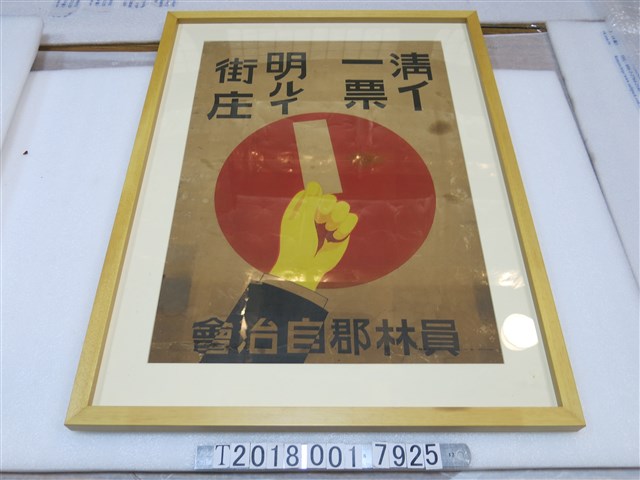 清イ
一票
明ルイ
街庄
員林郡自治會
T2018 001 7925